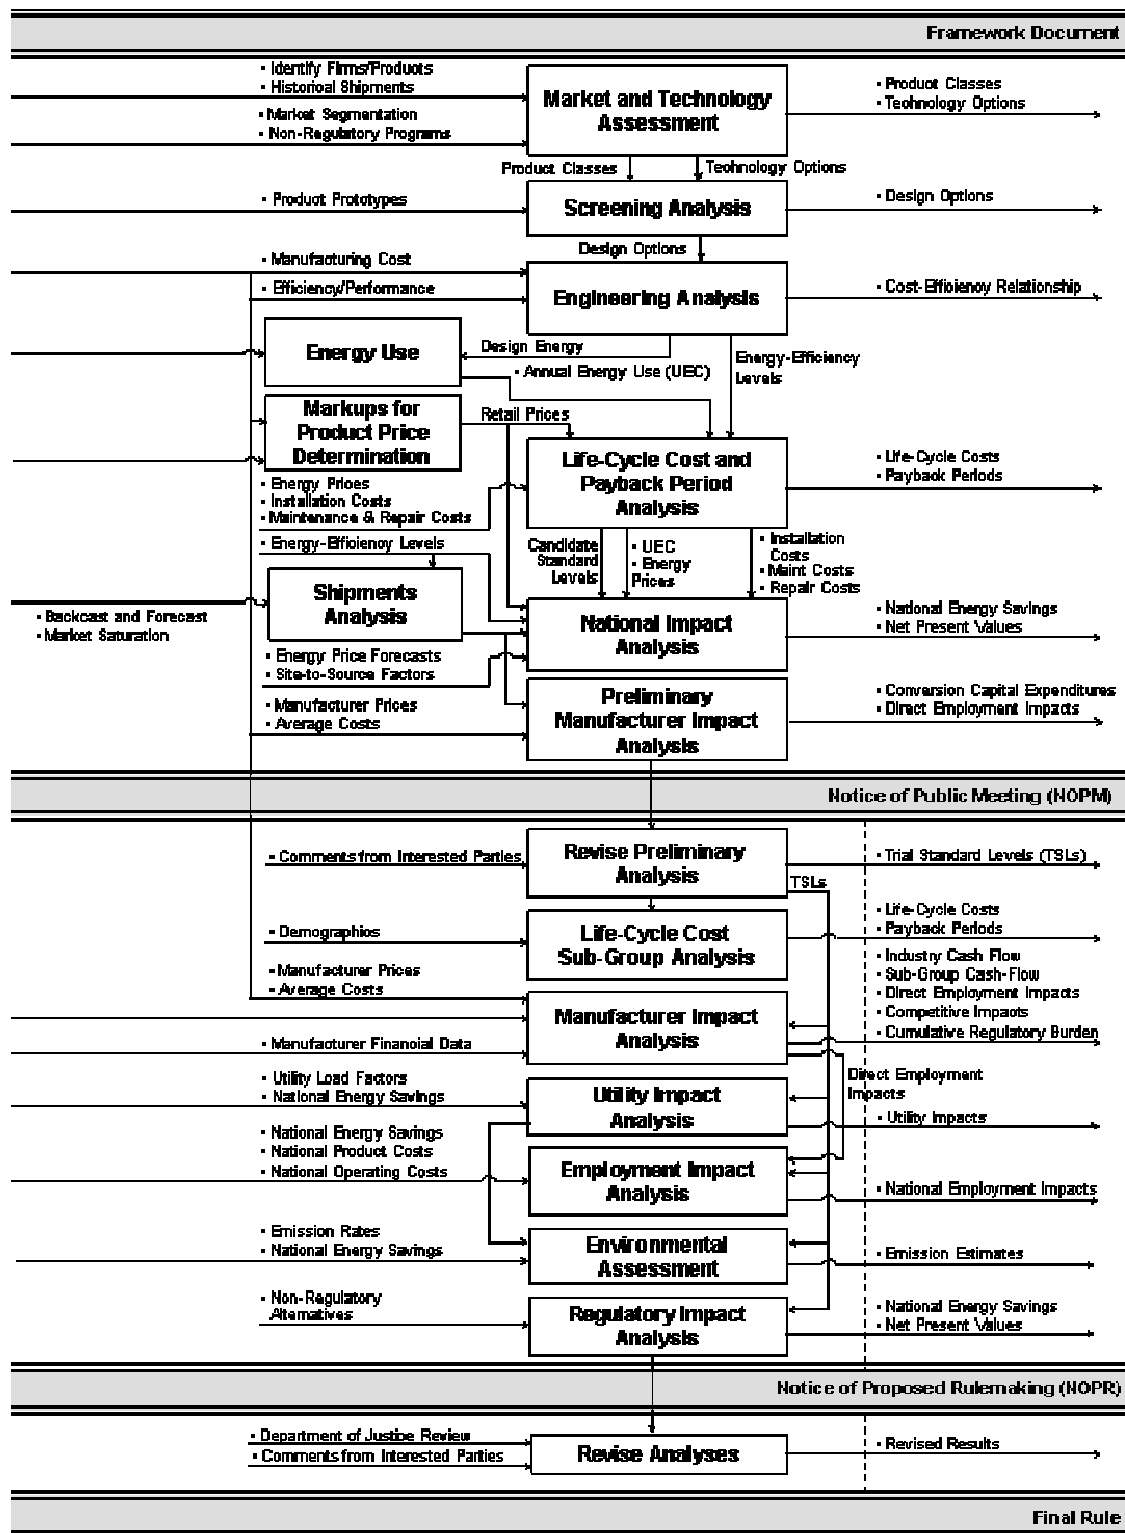 Framework Document
• Identify Firms/Products
• Historical Shipments
• Market Segmentation
• Non-Regulatory Programs
Market and Technology
Assessment
• Product Classes
• Technology Options
Product Classes
Technology Options
• Product Prototypes
Screening Analysis
• Design Options
Design Options
• Manufacturing Cost
• Efficiency/Performance
Engineering Analysis
• Cost-Efficiency Relationship
Energy Use
Design Energy
• Annual Energy Use (UEC)
Energy-Efficiency
Levels
Markups for
Product Price
Determination
Retail Prices
• Energy Prices
• Installation Costs
• Maintenance & Repair Costs
Life-Cycle Cost and
Payback Period
Analysis
• Life-Cycle Costs
• Payback Periods
• Energy-Efficiency Levels
Candidate
Standard
Levels
• UEC
• Energy
Prices
• Installation
Costs
• Maint Costs
• Repair Costs
Shipments
Analysis
• Backcast and Forecast
• Market Saturation
National Impact
Analysis
• National Energy Savings
• Net Present Values
• Energy Price Forecasts
• Site-to-Source Factors
• Manufacturer Prices
• Average Costs
Preliminary
Manufacturer Impact
Analysis
• Conversion Capital Expenditures
• Direct Employment Impacts
Notice of Public Meeting (NOPM)
• Comments from Interested Parties
Revise Preliminary
Analysis
• Trial Standard Levels (TSLs)
TSLs
• Demographics
Life-Cycle Cost
Sub-Group Analysis
• Life-Cycle Costs
• Payback Periods
• Manufacturer Prices
• Average Costs
• Manufacturer Financial Data
Manufacturer Impact
Analysis
• Industry Cash Flow
• Sub-Group Cash-Flow
• Direct Employment Impacts
• Competitive Impacts
• Cumulative Regulatory Burden
Direct Employment
Impacts
• Utility Load Factors
• National Energy Savings
Utility Impact
Analysis
• Utility Impacts
• National Energy Savings
• National Product Costs
• National Operating Costs
Employment Impact
Analysis
• National Employment Impacts
• Emission Rates
• National Energy Savings
Environmental
Assessment
• Emission Estimates
• Non-Regulatory
Alternatives
Regulatory Impact
Analysis
• National Energy Savings
• Net Present Values
Notice of Proposed Rulemaking (NOPR)
• Department of Justice Review
• Comments from Interested Parties
Revise Analyses
• Revised Results
Final Rule